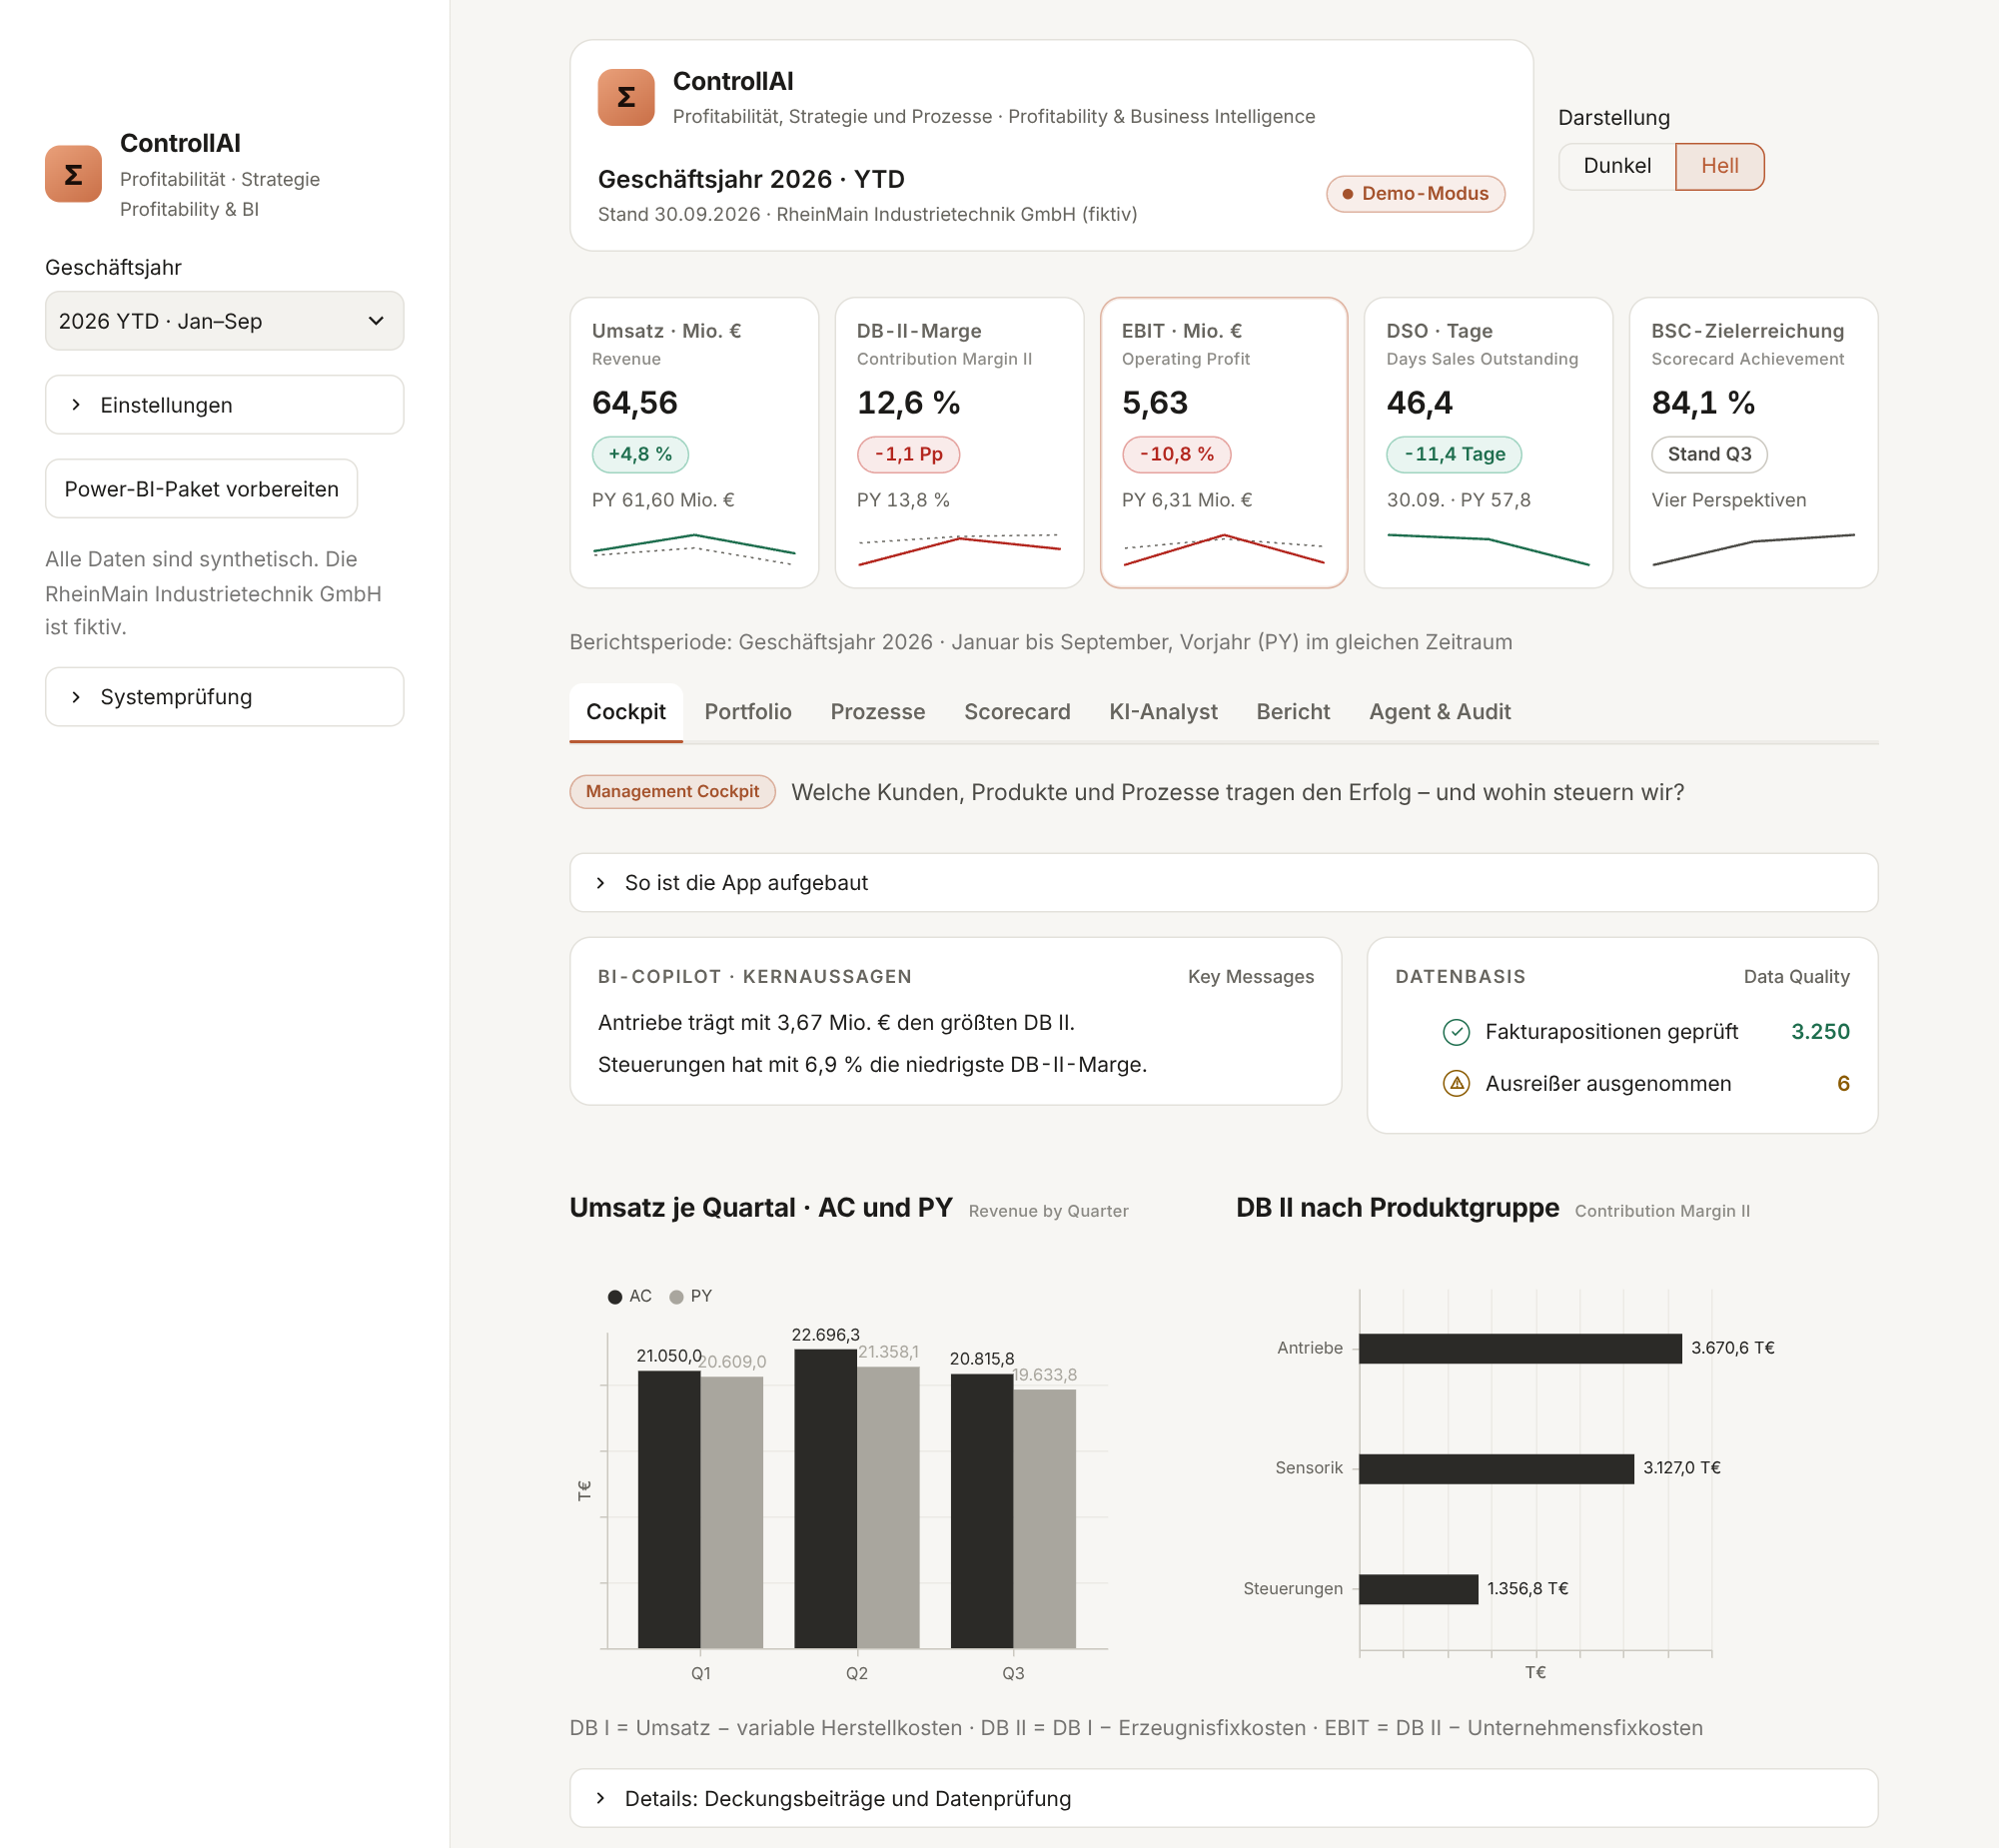 Σ
ControllAI
Profitabilität · Strategie
Profitability & BI
Geschäftsjahr
2026 YTD · Jan–Sep
Einstellungen
Power-BI-Paket vorbereiten
Alle Daten sind synthetisch. Die
RheinMain Industrietechnik GmbH
ist fiktiv.
Systemprüfung
Σ
ControllAI
Profitabilität, Strategie und Prozesse · Profitability & Business Intelligence
Geschäftsjahr 2026 · YTD
Stand 30.09.2026 · RheinMain Industrietechnik GmbH (fiktiv)
Demo-Modus
Darstellung
Dunkel Hell
Umsatz · Mio. €
Revenue
64,56
+4,8 %
PY 61,60 Mio. €
DB-II-Marge
Contribution Margin II
12,6 %
-1,1 Pp
PY 13,8 %
EBIT · Mio. €
Operating Profit
5,63
-10,8 %
PY 6,31 Mio. €
DSO · Tage
Days Sales Outstanding
46,4
-11,4 Tage
30.09. · PY 57,8
BSC-Zielerreichung
Scorecard Achievement
84,1 %
Stand Q3
Vier Perspektiven
Berichtsperiode: Geschäftsjahr 2026 · Januar bis September, Vorjahr (PY) im gleichen Zeitraum
Cockpit Portfolio Prozesse Scorecard KI-Analyst Bericht Agent & Audit
Management Cockpit Welche Kunden, Produkte und Prozesse tragen den Erfolg – und wohin steuern wir?
So ist die App aufgebaut
BI-COPILOT · KERNAUSSAGEN Key Messages
Antriebe trägt mit 3,67 Mio. € den größten DB II.
Steuerungen hat mit 6,9 % die niedrigste DB-II-Marge.
DATENBASIS Data Quality
Fakturapositionen geprüft 3.250
Ausreißer ausgenommen 6
Umsatz je Quartal · AC und PY Revenue by Quarter
AC PY
21.050,0 20.609,0 22.696,3 21.358,1 20.815,8 19.633,8
T€
Q1 Q2 Q3
DB II nach Produktgruppe Contribution Margin II
Antriebe 3.670,6 T€
Sensorik 3.127,0 T€
Steuerungen 1.356,8 T€
T€
DB I = Umsatz − variable Herstellkosten · DB II = DB I − Erzeugnisfixkosten · EBIT = DB II − Unternehmensfixkosten
Details: Deckungsbeiträge und Datenprüfung